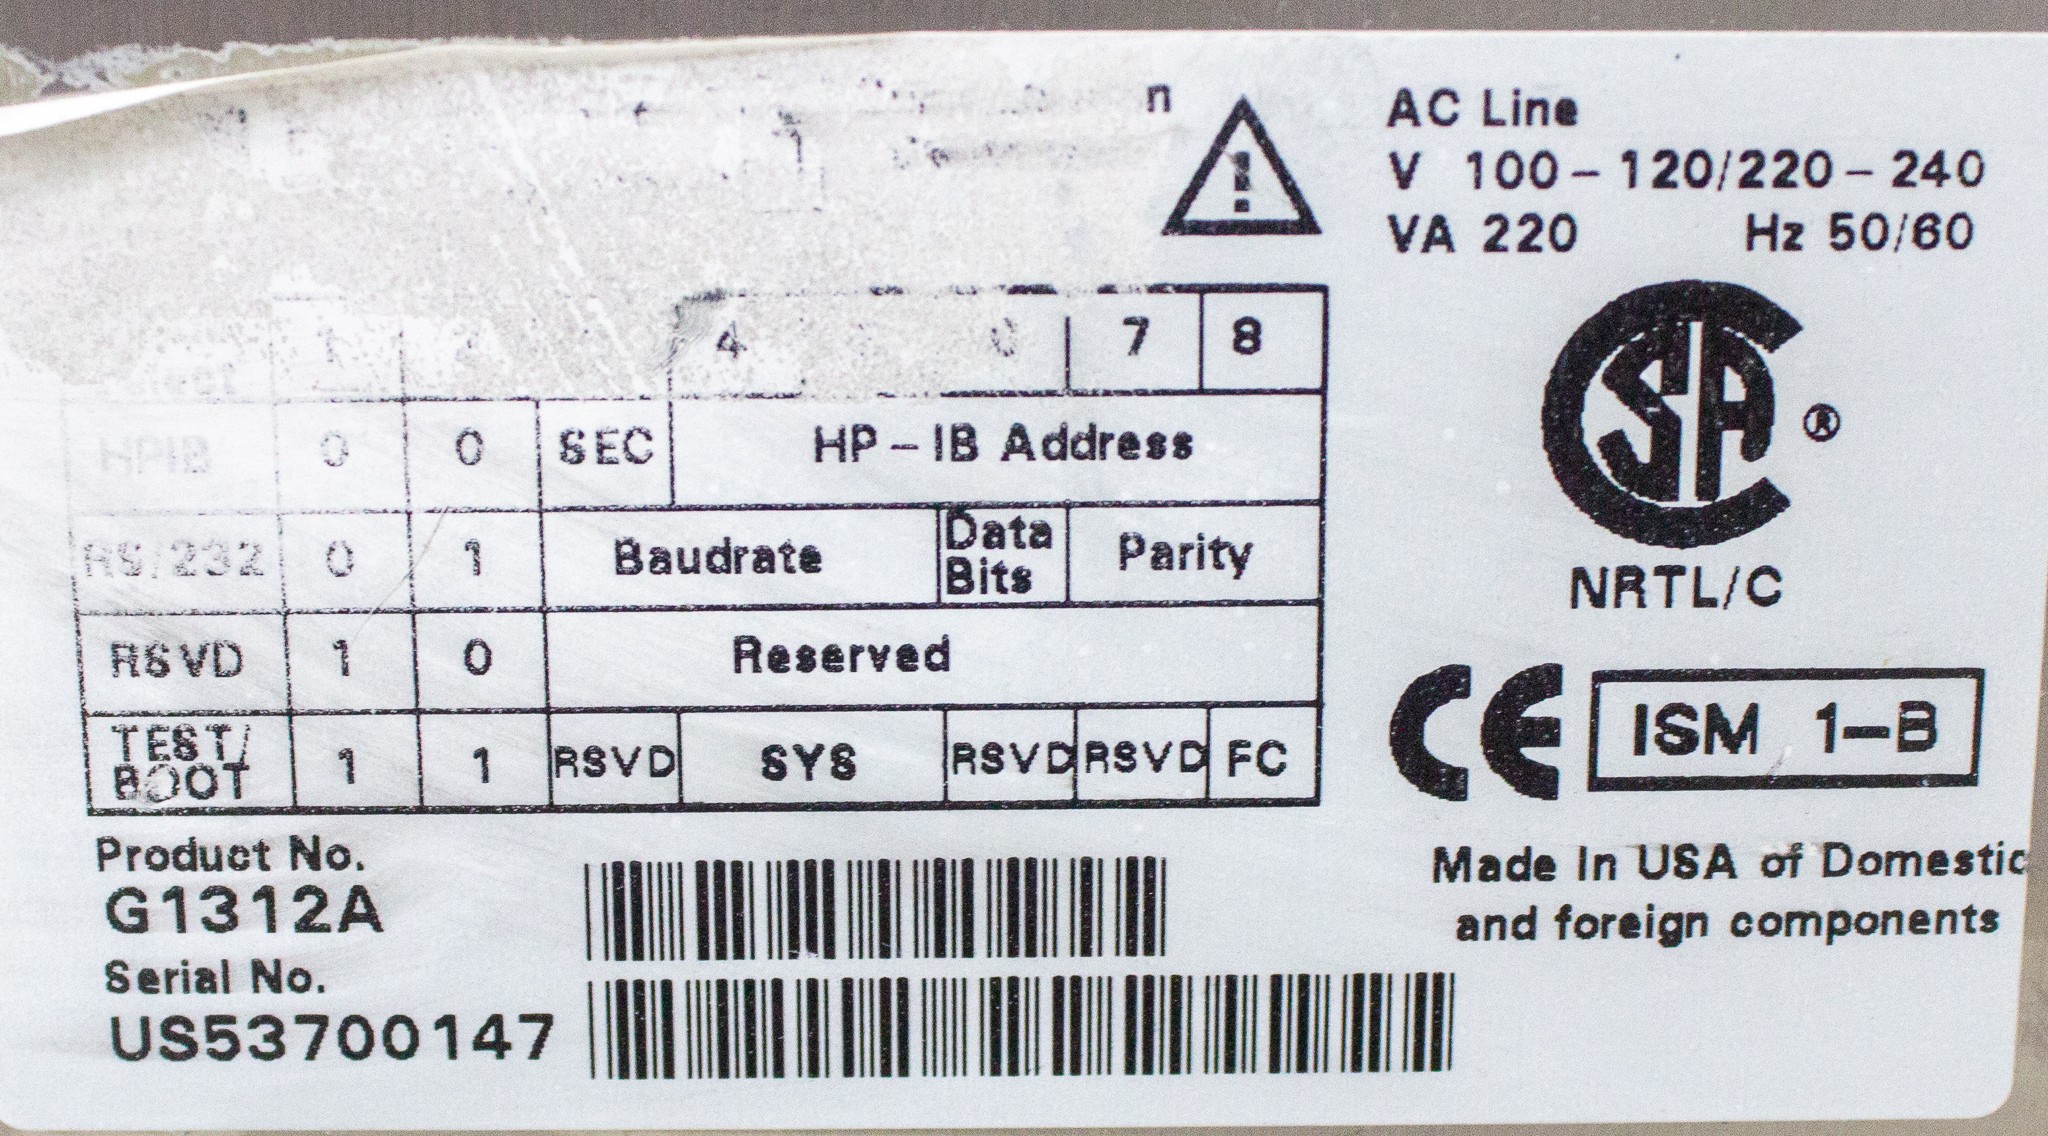 n
AC Line
V 100-120/220-240
VA 220 Hz 50/60
4 7 8
HPIB 0 0 SEC HP-IB Address
RS/232 0 1 Baudrate Data Bits Parity
RSVD 1 0 Reserved
TEST/
BOOT 1 1 RSVD SYS RSVD RSVD FC
CSA ®
NRTL/C
CE ISM 1-B
Product No.
G1312A
Serial No.
US53700147
Made In USA of Domestic
and foreign components